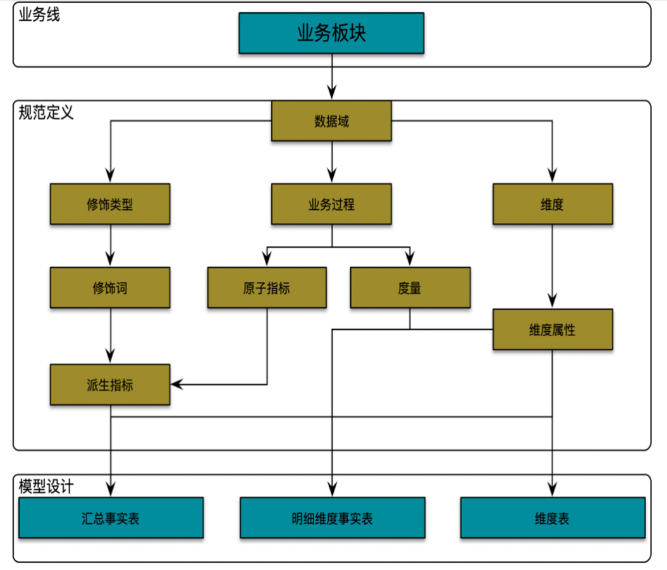 业务线
业务板块
规范定义
数据域
修饰类型
业务过程
维度
修饰词
原子指标
度量
维度属性
派生指标
模型设计
汇总事实表
明细维度事实表
维度表